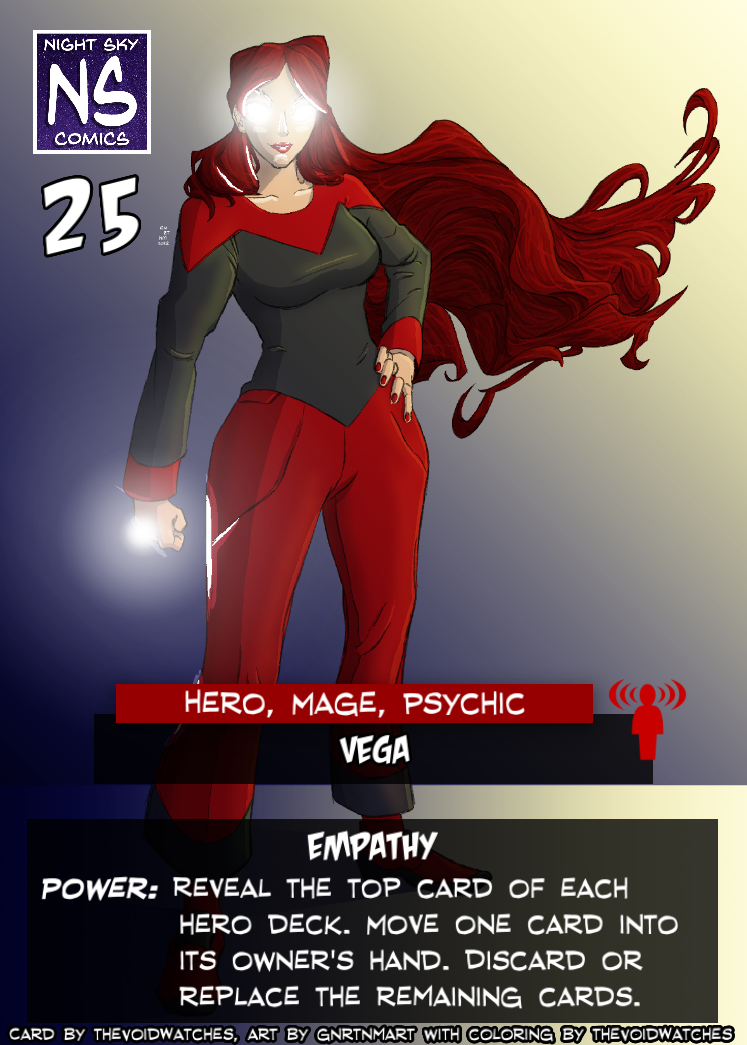 NIGHT SKY
NS
COMICS
25
HERO, MAGE, PSYCHIC
VEGA
EMPATHY
POWER: REVEAL THE TOP CARD OF EACH
HERO DECK. MOVE ONE CARD INTO
ITS OWNER'S HAND. DISCARD OR
REPLACE THE REMAINING CARDS.
CARD BY THEVOIDWATCHES, ART BY GNRTNMART WITH COLORING BY THEVOIDWATCHES